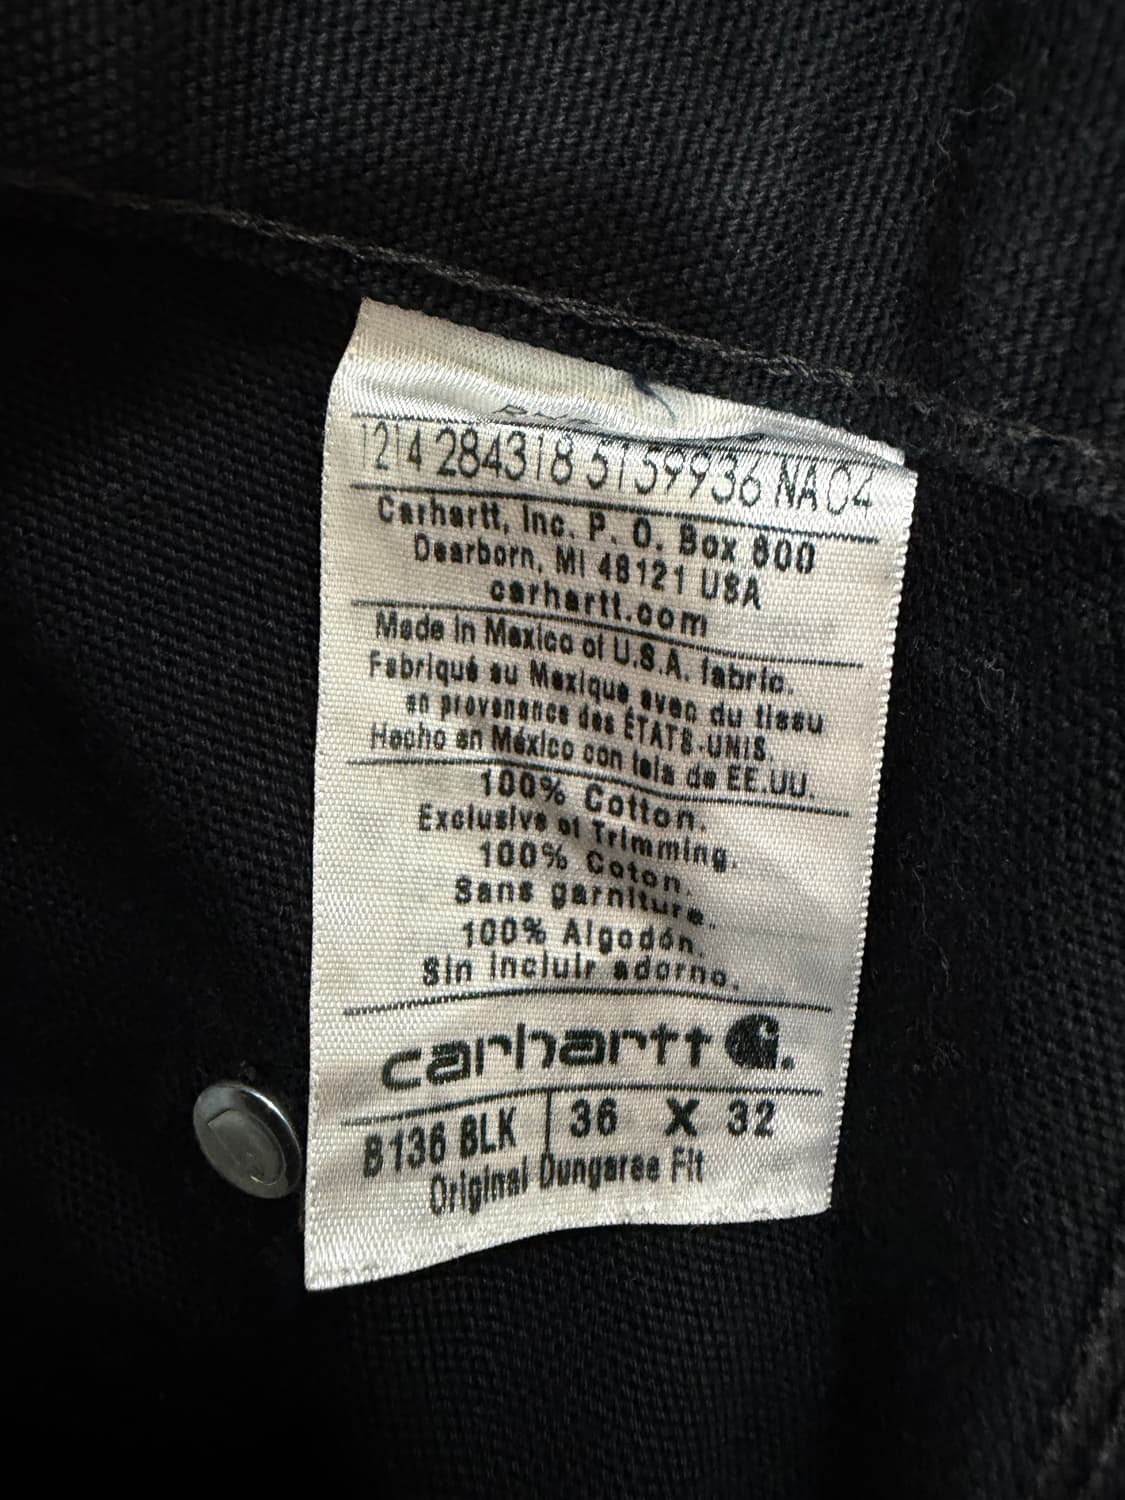 1214 284318 5159936 NA04
Carhartt, Inc. P. O. Box 600
Dearborn, MI 48121 USA
carhartt.com
Made in Mexico of U.S.A. fabric.
Fabriqué au Mexique avec du tissu
en provenance des ÉTATS-UNIS.
Hecho en México con tela de EE.UU.
100% Cotton.
Exclusive of Trimming.
100% Coton.
Sans garniture.
100% Algodón.
Sin incluir adorno.
carhartt
B136 BLK 36 X 32
Original Dungaree Fit